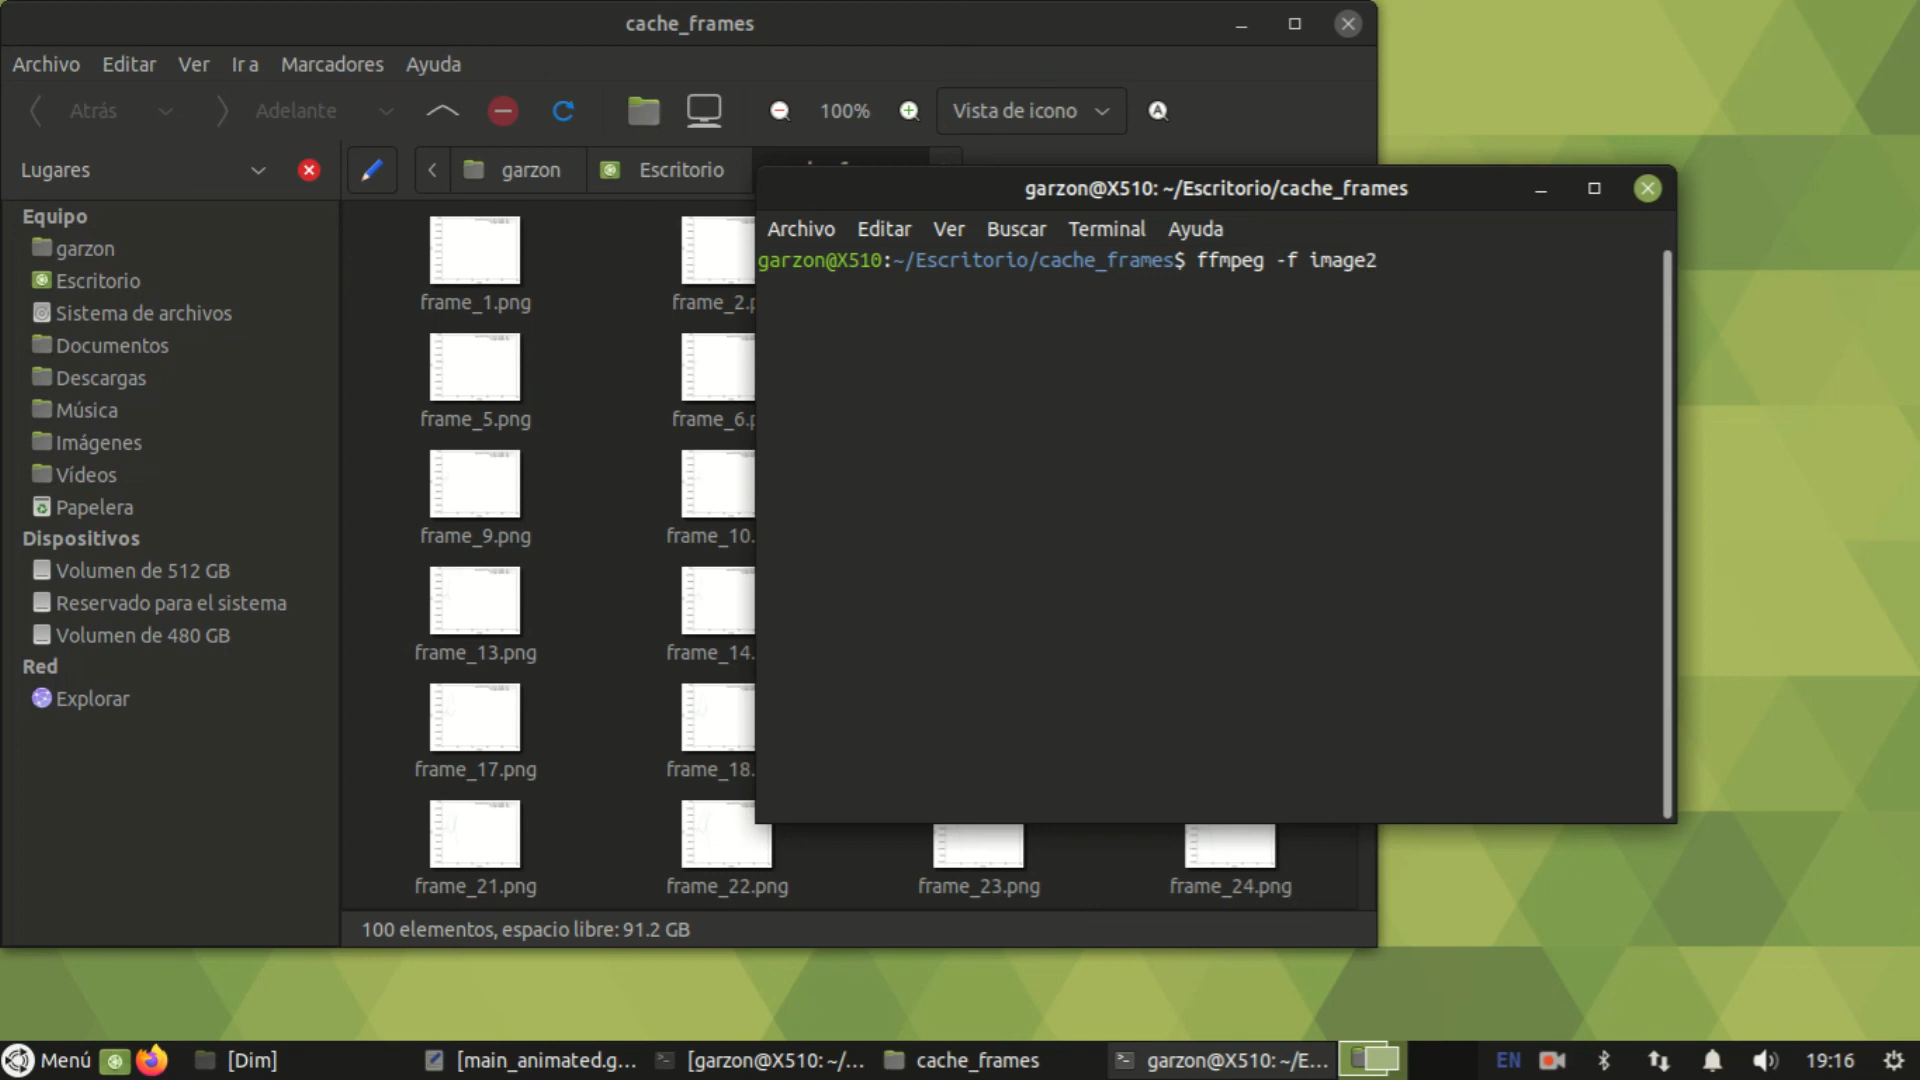 cache_frames
Archivo Editar Ver Ir a Marcadores Ayuda
Atrás Adelante 100% Vista de icono
Lugares
garzon Escritorio
Equipo
garzon
Escritorio
Sistema de archivos
Documentos
Descargas
Música
Imágenes
Vídeos
Papelera
Dispositivos
Volumen de 512 GB
Reservado para el sistema
Volumen de 480 GB
Red
Explorar
frame_1.png frame_2.p
frame_5.png frame_6.p
frame_9.png frame_10.
frame_13.png frame_14.
frame_17.png frame_18.
frame_21.png frame_22.png frame_23.png frame_24.png
100 elementos, espacio libre: 91.2 GB
garzon@X510: ~/Escritorio/cache_frames
Archivo Editar Ver Buscar Terminal Ayuda
garzon@X510:~/Escritorio/cache_frames$ ffmpeg -f image2
Menú [Dim] [main_animated.g... [garzon@X510: ~/... cache_frames garzon@X510: ~/E... EN 19:16